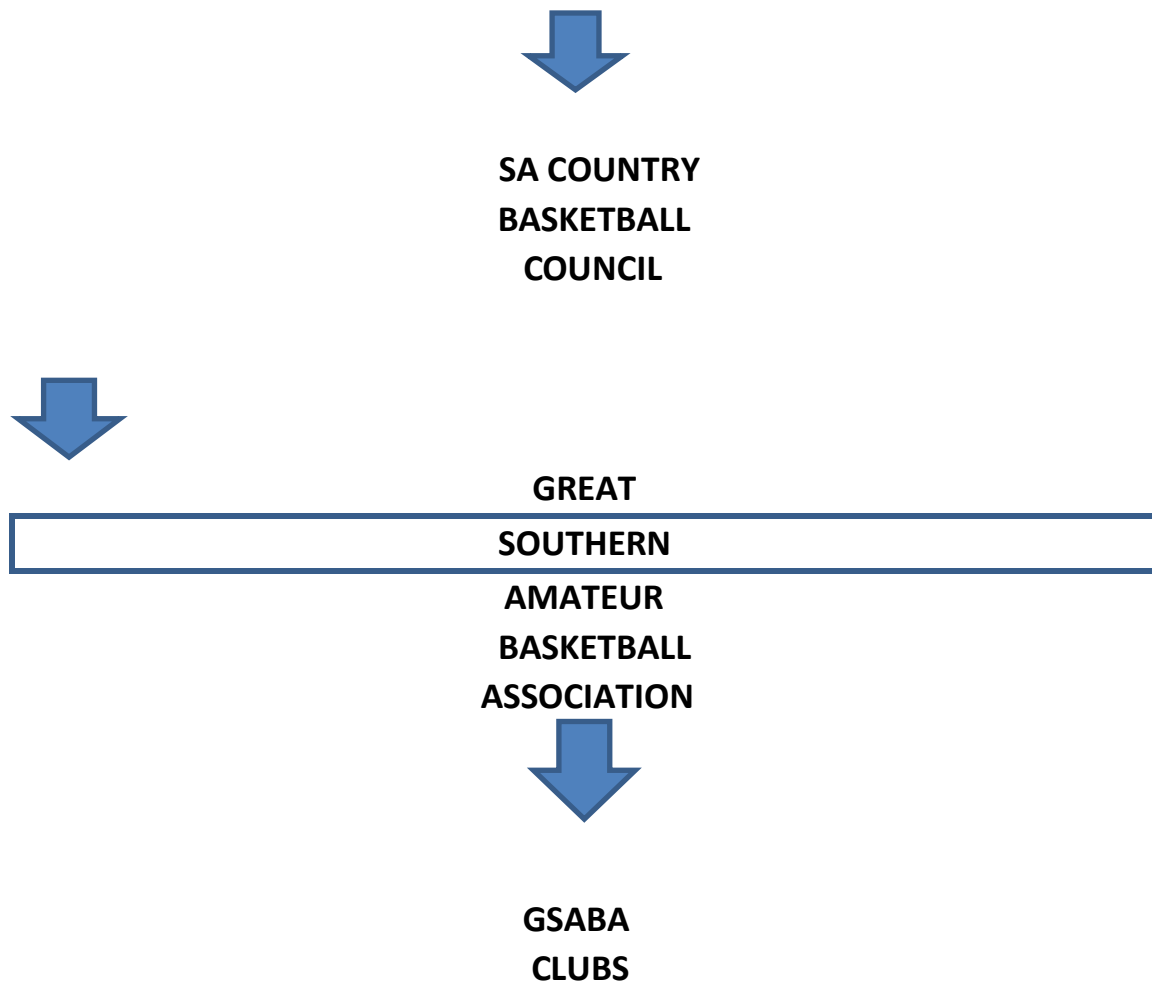 SA COUNTRY
BASKETBALL
COUNCIL
GREAT
SOUTHERN
AMATEUR
BASKETBALL
ASSOCIATION
GSABA
CLUBS